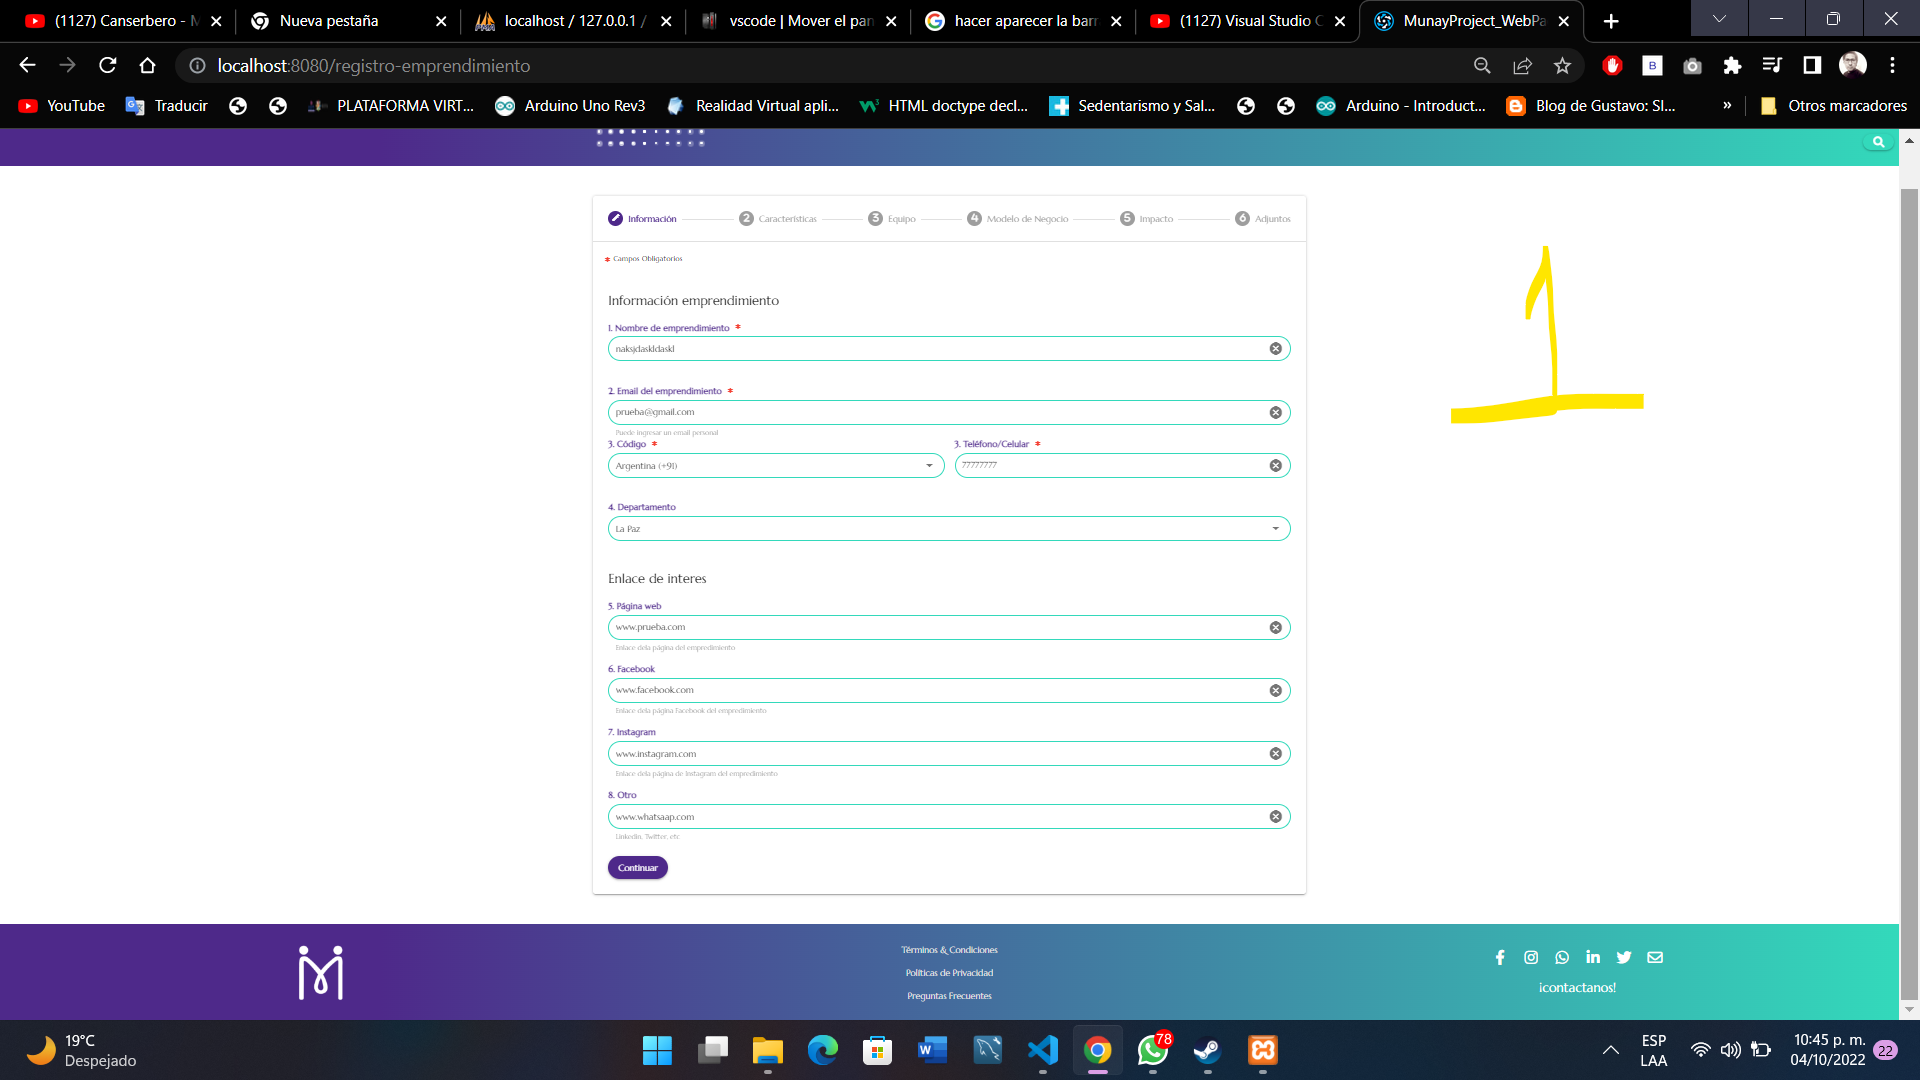 (1127) Canserbero - M
Nueva pestaña
localhost / 127.0.0.1 /
vscode | Mover el pan
hacer aparecer la barr
(1127) Visual Studio C
MunayProject_WebPa
localhost:8080/registro-emprendimiento
YouTube
Traducir
PLATAFORMA VIRT...
Arduino Uno Rev3
Realidad Virtual apli...
HTML doctype decl...
Sedentarismo y Sal...
Arduino - Introduct...
Blog de Gustavo: SI...
»
Otros marcadores
Información
2 Características
3 Equipo
4 Modelo de Negocio
5 Impacto
6 Adjuntos
* Campos Obligatorios
1
Información emprendimiento
1. Nombre de emprendimiento *
naksjdaskldaskl
2. Email del emprendimiento *
prueba@gmail.com
Puede ingresar un email personal
3. Código *
3. Teléfono/Celular *
Argentina (+91)
77777777
4. Departamento
La Paz
Enlace de interes
5. Página web
www.prueba.com
Enlace dela página del empredimiento
6. Facebook
www.facebook.com
Enlace dela página Facebook del empredimiento
7. Instagram
www.instagram.com
Enlace dela página de Instagram del empredimiento
8. Otro
www.whatsaap.com
Linkedin, Twitter, etc
Continuar
Términos & Condiciones
Políticas de Privacidad
Preguntas Frecuentes
¡contactanos!
19°C
Despejado
78
ESP
LAA
10:45 p. m.
04/10/2022
22